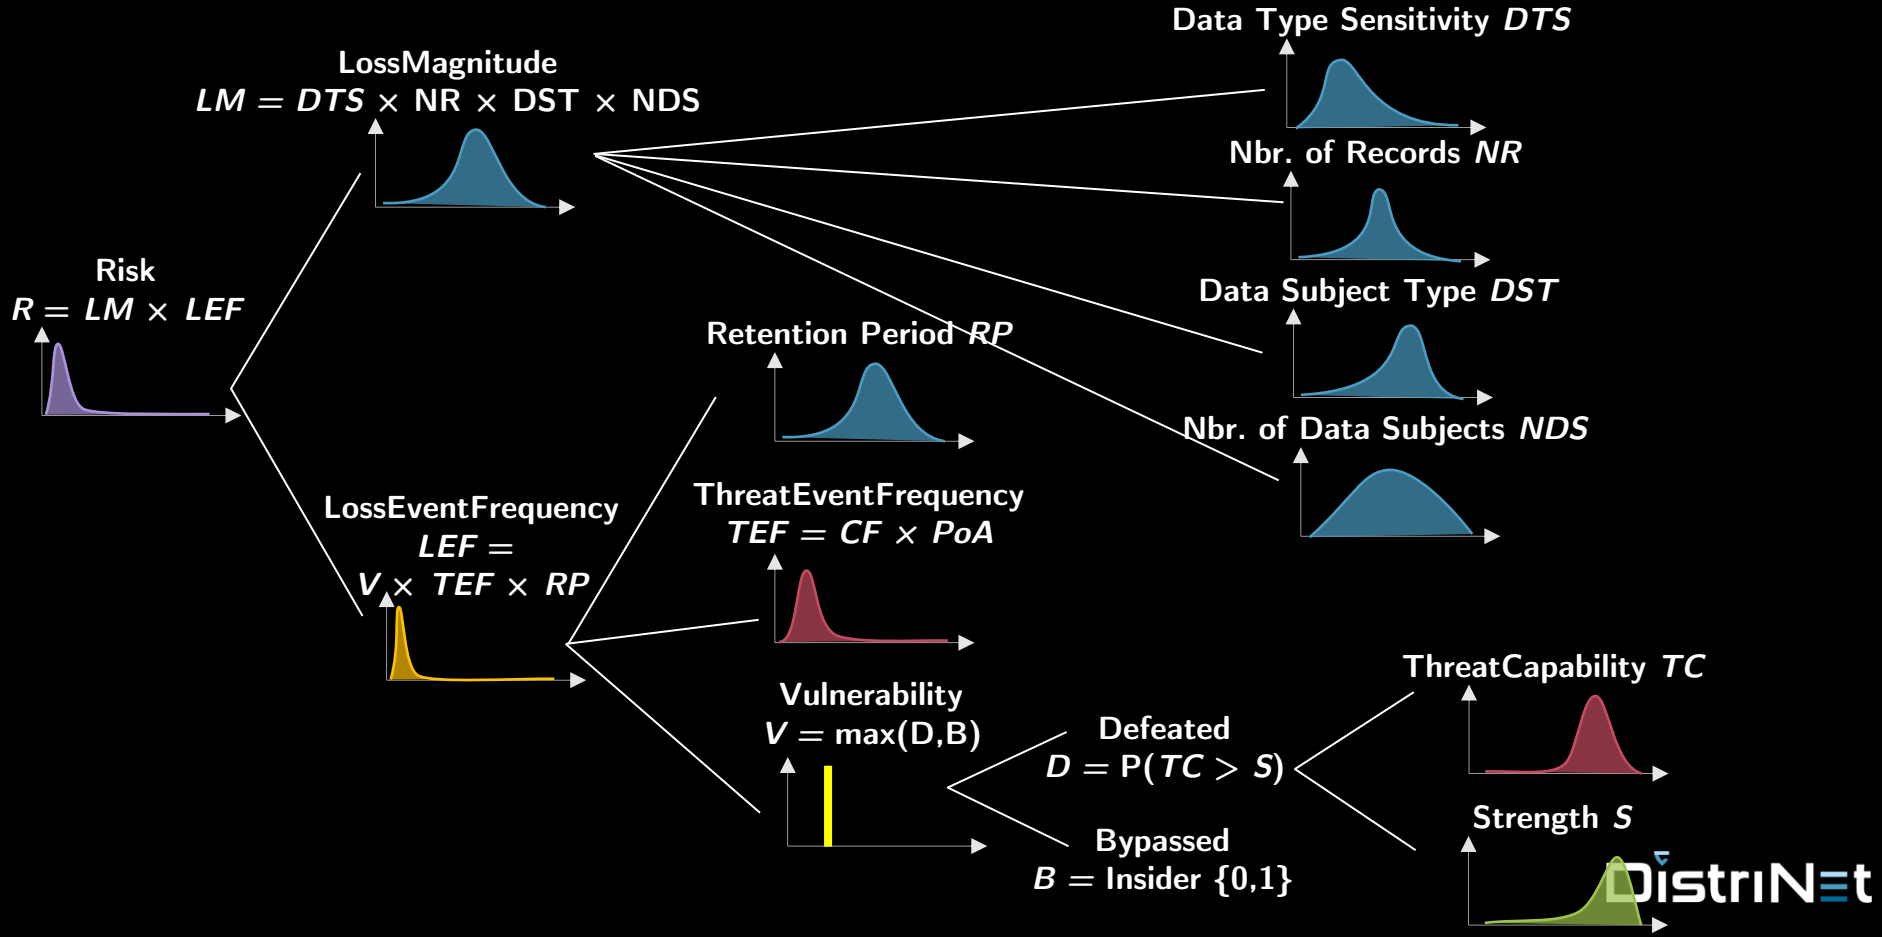 Data Type Sensitivity DTS
LossMagnitude
LM = DTS × NR × DST × NDS
Nbr. of Records NR
Risk
R = LM × LEF
Data Subject Type DST
Retention Period RP
Nbr. of Data Subjects NDS
LossEventFrequency
LEF =
V × TEF × RP
ThreatEventFrequency
TEF = CF × PoA
Vulnerability
V = max(D,B)
Defeated
D = P(TC > S)
ThreatCapability TC
Strength S
Bypassed
B = Insider {0,1}
DistriNet